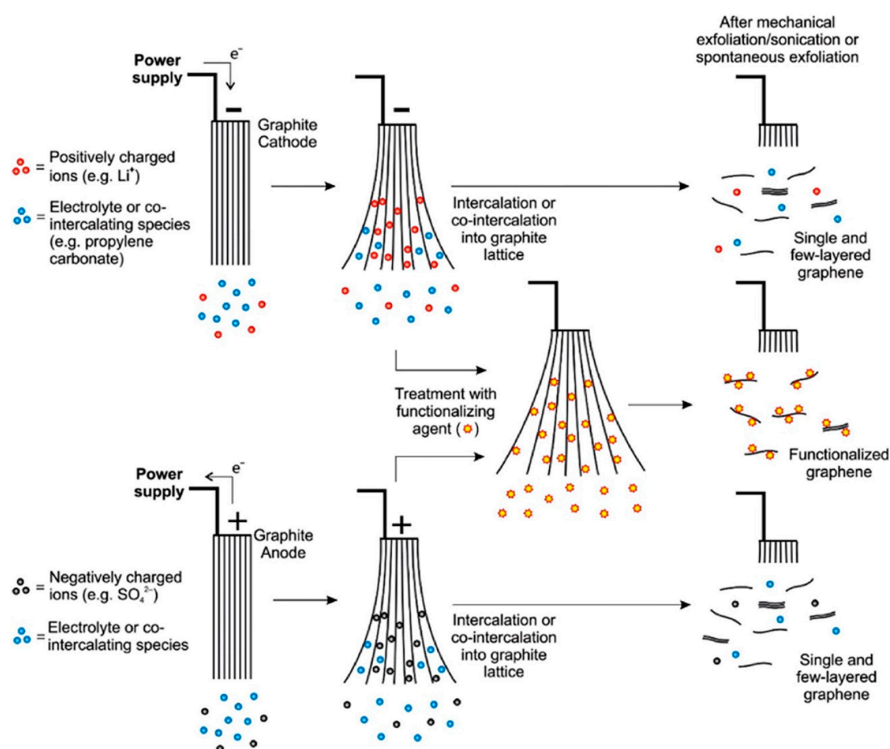 After mechanical
exfoliation/sonication or
spontaneous exfoliation
Power
supply
e⁻
−
Graphite
Cathode
−
= Positively charged
ions (e.g. Li⁺)
= Electrolyte or co-
intercalating species
(e.g. propylene
carbonate)
Intercalation or
co-intercalation
into graphite
lattice
Single and
few-layered
graphene
Treatment with
functionalizing
agent ( )
Functionalized
graphene
Power
supply
e⁻
+
Graphite
Anode
+
= Negatively charged
ions (e.g. SO₄²⁻)
= Electrolyte or co-
intercalating species
Intercalation or
co-intercalation
into graphite
lattice
Single and
few-layered
graphene